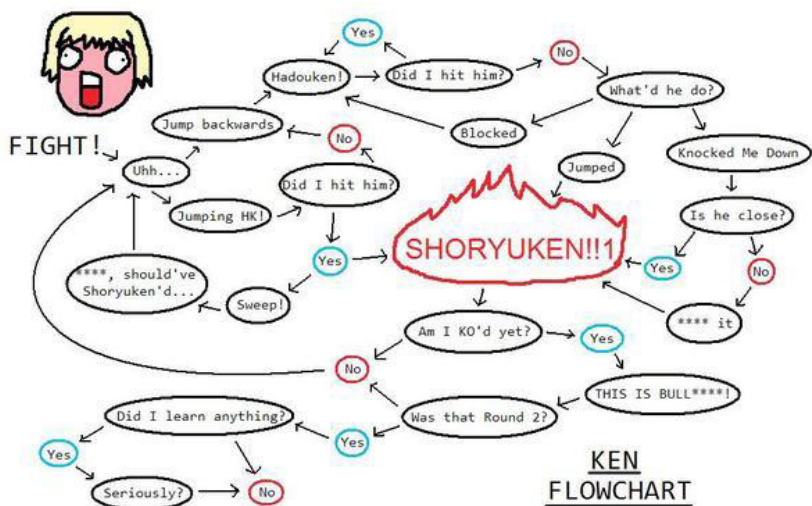 Yes
No
Hadouken!
Did I hit him?
What'd he do?
Jump backwards
No
Blocked
FIGHT!
Uhh...
Did I hit him?
Jumped
Knocked Me Down
Jumping HK!
Is he close?
SHORYUKEN!!1
Yes
Yes
No
****, should've
Shoryuken'd...
Sweep!
Am I KO'd yet?
Yes
**** it
No
THIS IS BULL****!
Did I learn anything?
Was that Round 2?
Yes
Yes
Seriously?
No
KEN
FLOWCHART